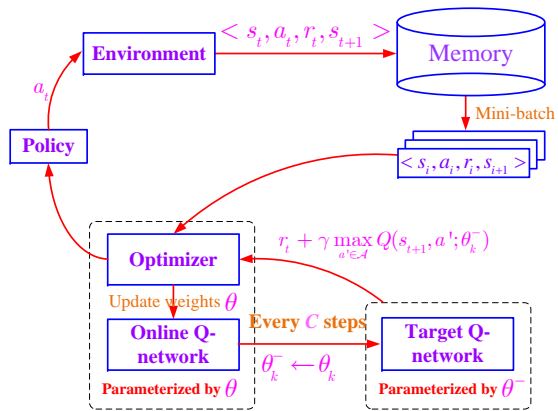 < s_t, a_t, r_t, s_{t+1} >
Environment
Memory
a_t
Mini-batch
Policy
< s_i, a_i, r_i, s_{i+1} >
r_t + γ max_{a'∈𝒜} Q(s_{t+1}, a'; θ_k^-)
Optimizer
Update weights θ
Every C steps
Online Q-
network
Target Q-
network
θ_k^- ← θ_k
Parameterized by θ
Parameterized by θ^-